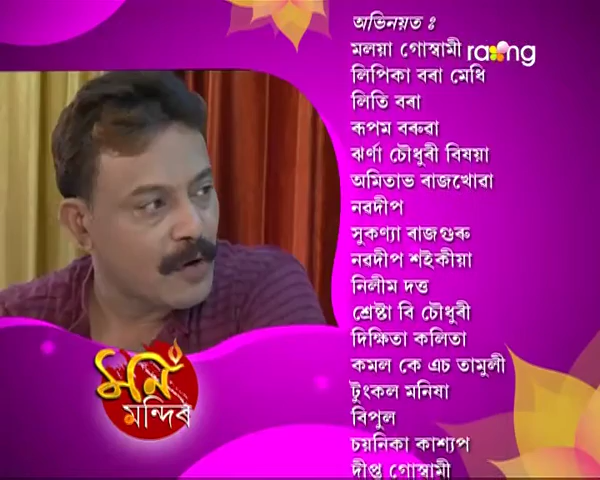 অভিনয়ত ঃ
মলয়া গোস্বামী
rang
লিপিকা বৰা মেধি
লিতি বৰা
ৰূপম বৰুৱা
ঝৰ্ণা চৌধুৰী বিষয়া
অমিতাভ ৰাজখোৱা
নৱদীপ
সুকণ্যা ৰাজগুৰু
নৱদীপ শইকীয়া
নিলীম দত্ত
শ্ৰেষ্টা বি চৌধুৰী
দিক্ষিতা কলিতা
কমল কে এচ তামুলী
টুংকল মনিষা
বিপুল
চয়নিকা কাশ্যপ
দীপ্ত গোস্বামী
মন
মন্দিৰ